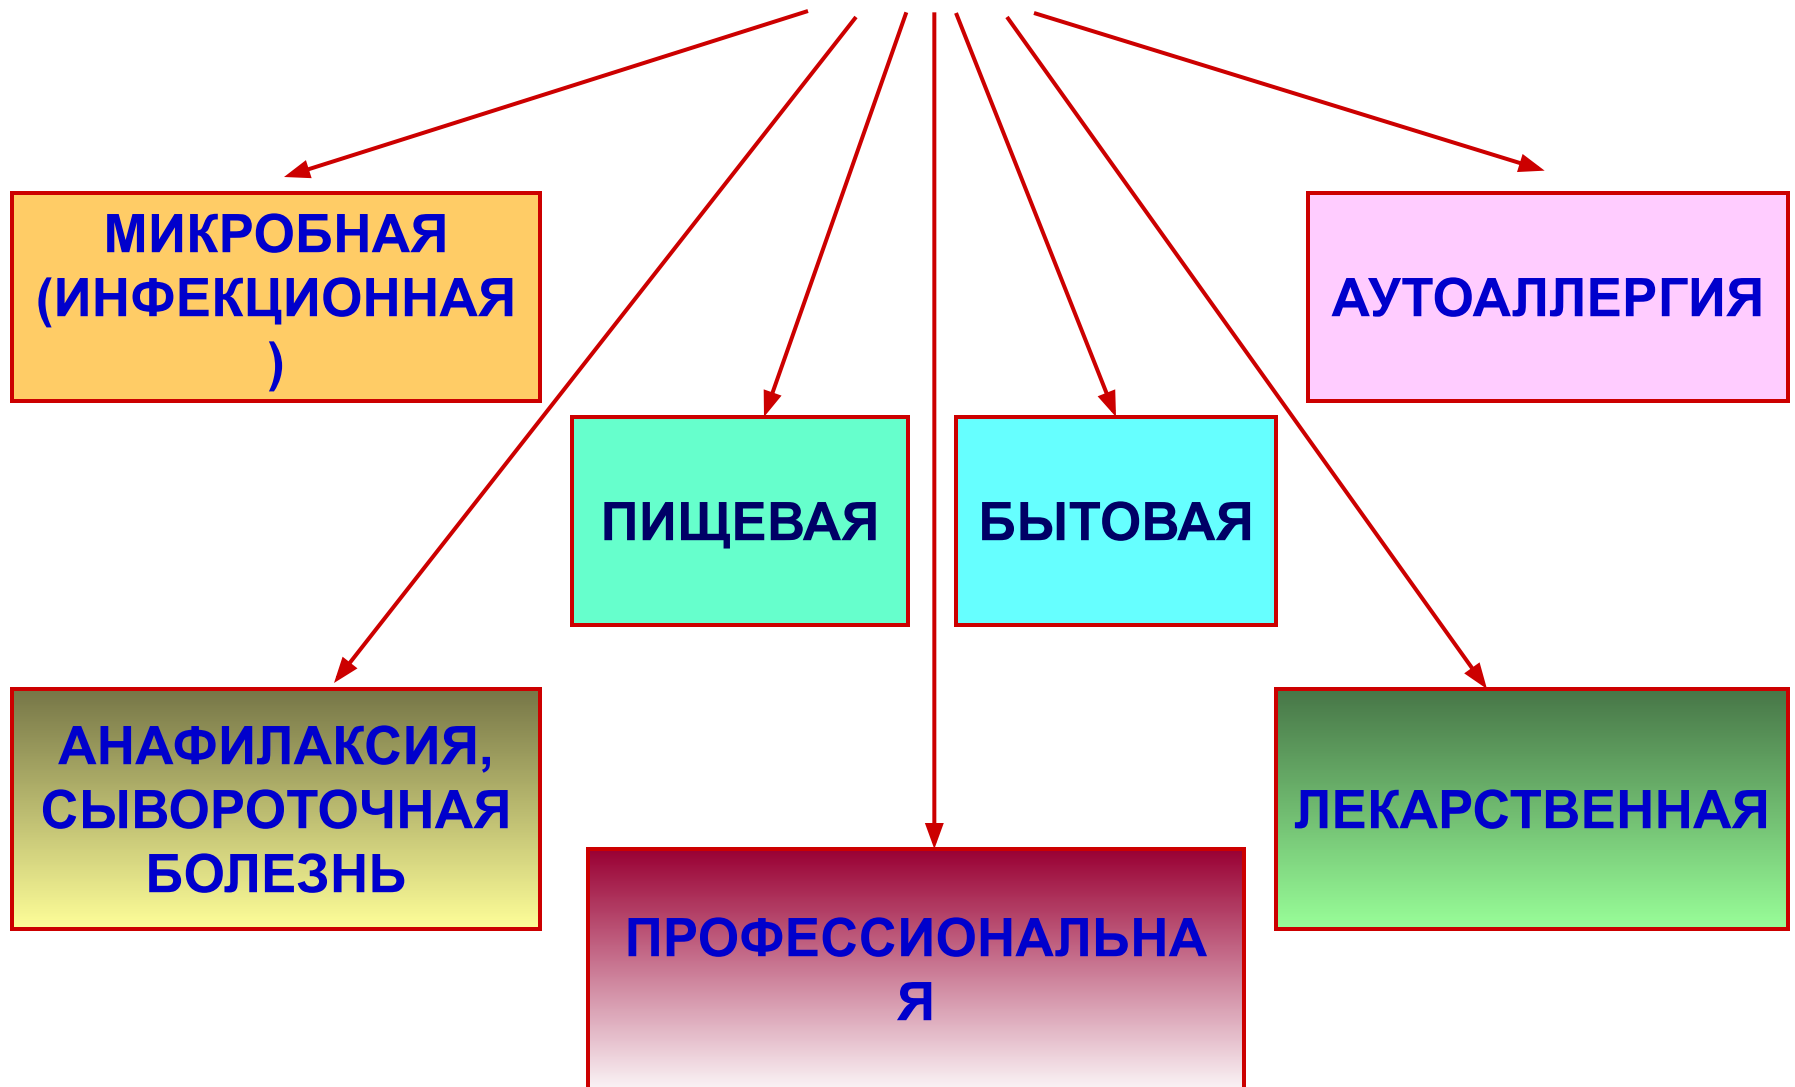 МИКРОБНАЯ
(ИНФЕКЦИОННАЯ
)
АУТОАЛЛЕРГИЯ
ПИЩЕВАЯ
БЫТОВАЯ
АНАФИЛАКСИЯ,
СЫВОРОТОЧНАЯ
БОЛЕЗНЬ
ЛЕКАРСТВЕННАЯ
ПРОФЕССИОНАЛЬНА
Я